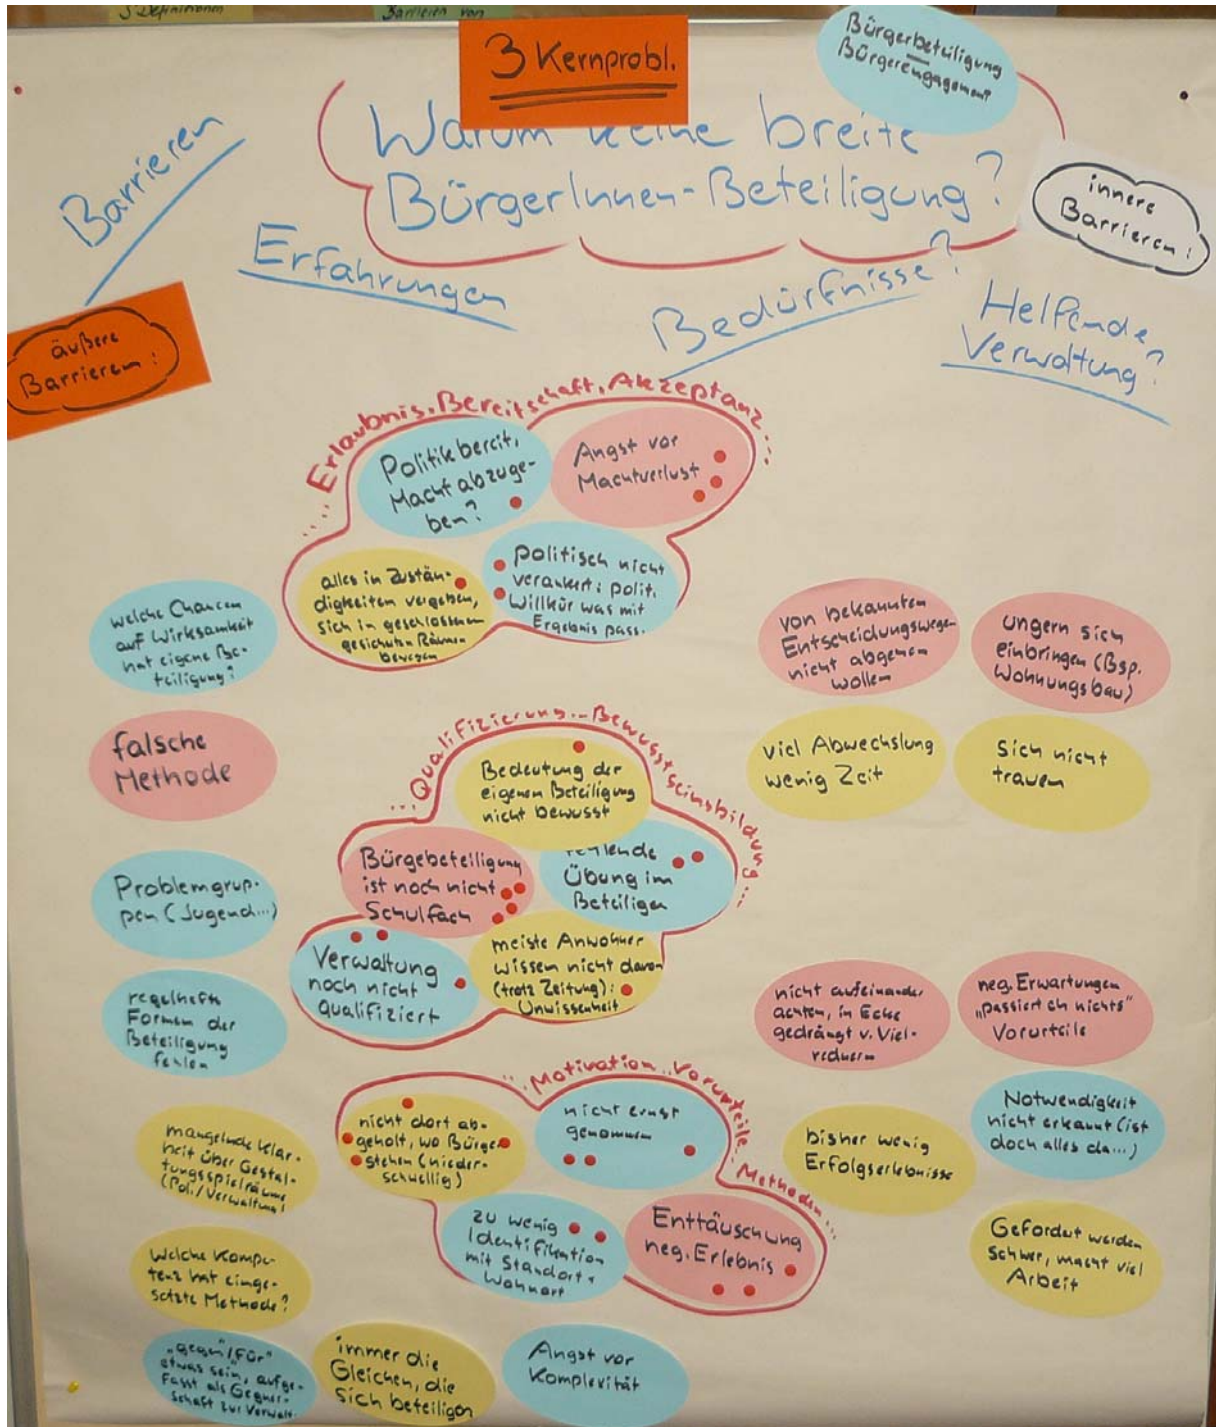 Barrieren von
3 Kernprobl.
Bürgerbeteiligung
Bürgerengagement?
Warum keine breite
BürgerInnen-Beteiligung?
Barrieren
Erfahrungen
Bedürfnisse?
Helfende
Verwaltung?
innere
Barrieren:
äußere
Barrieren:
....Erlaubnis, Bereitschaft, Akzeptanz...
Politik bereit,
Macht abzuge-
ben?
Angst vor
Machtverlust
alles in Zustän-
digkeiten vergeben,
sich in geschlossenen
gesicherten Räumen
bewegen
politisch nicht
verankert: polit.
Willkür was mit
Ergebnis pass.
welche Chancen
auf Wirksamkeit
hat eigene Be-
teiligung?
falsche
Methode
Problemgrup-
pen (Jugend...)
regelhafte
Formen der
Beteiligung
fehlen
mangelnde Klar-
heit über Gestal-
tungsspielräume
(Poli/Verwaltung)
Welche Kompe-
tenz hat einge-
setzte Methode?
"gegen/für"
etwas sein, aufge-
fasst als Gegner-
schaft zur Verwalt.
immer die
Gleichen, die
sich beteiligen
Angst vor
Komplexität
...Qualifizierung...Bewusstseinsbildung...
Bedeutung der
eigenen Beteiligung
nicht bewusst
Bürgebeteiligung
ist noch nicht
Schulfach
fehlende
Übung im
Beteiligen
Verwaltung
noch nicht
qualifiziert
meiste Anwohner
wissen nicht davon
(trotz Zeitung):
Unwissenheit
...Motivation...Vorurteile...Methoden...
nicht dort ab-
geholt, wo Bürger
stehen (nieder-
schwellig)
nicht ernst
genommen
zu wenig
Identifikation
mit Standort +
Wohnort
Enttäuschung
neg. Erlebnis
von bekannten
Entscheidungswegen
nicht abgehen
wollen
ungern sich
einbringen (Bsp.
Wohnungsbau)
viel Abwechslung
wenig Zeit
sich nicht
trauen
nicht aufeinander
achten, in Ecke
gedrängt v. Viel-
rednern
neg. Erwartungen
"passiert eh nichts"
Vorurteile
bisher wenig
Erfolgserlebnisse
Notwendigkeit
nicht erkannt (ist
doch alles da...)
Gefordert werden
schwer, macht viel
Arbeit